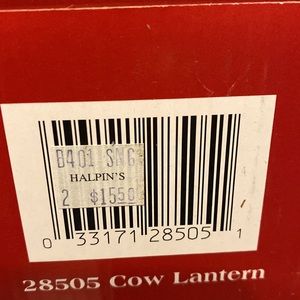 B401 SNG
HALPIN'S
2 $15.50
0 33171 28505 1
28505 Cow Lantern